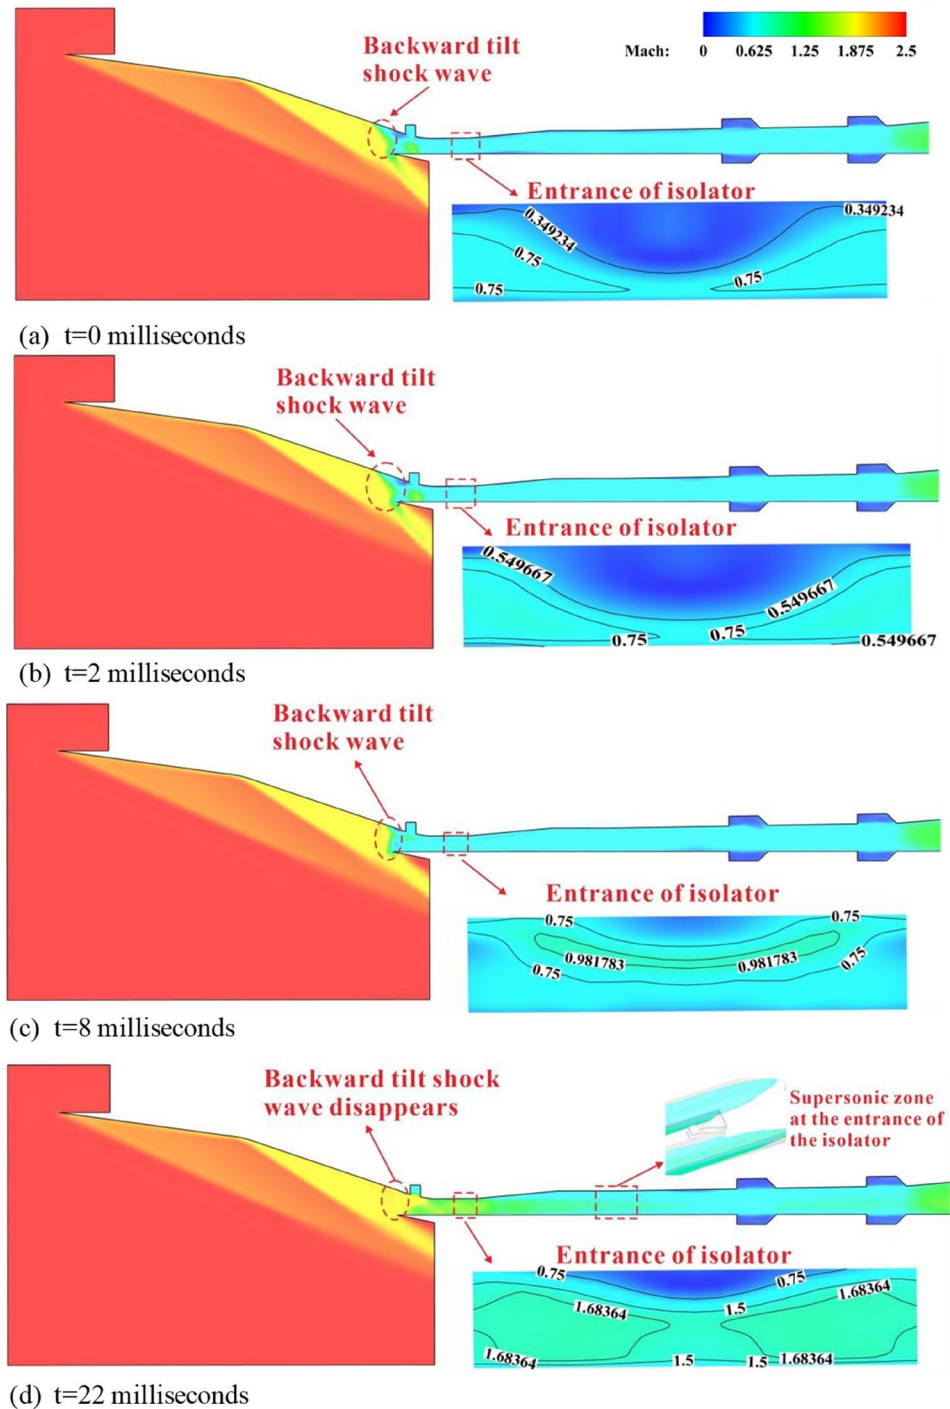 Backward tilt
shock wave
Mach: 0 0.625 1.25 1.875 2.5
Entrance of isolator
0.349234
0.349234
0.75
0.75
0.75
(a) t=0 milliseconds
Backward tilt
shock wave
Entrance of isolator
0.549667
0.549667
0.75
0.75
0.549667
(b) t=2 milliseconds
Backward tilt
shock wave
Entrance of isolator
0.75
0.75
0.981783
0.981783
0.75
0.75
(c) t=8 milliseconds
Backward tilt shock
wave disappears
Supersonic zone
at the entrance of
the isolator
Entrance of isolator
0.75
0.75
1.68364
1.5
1.68364
1.68364
1.5
1.5
1.68364
(d) t=22 milliseconds